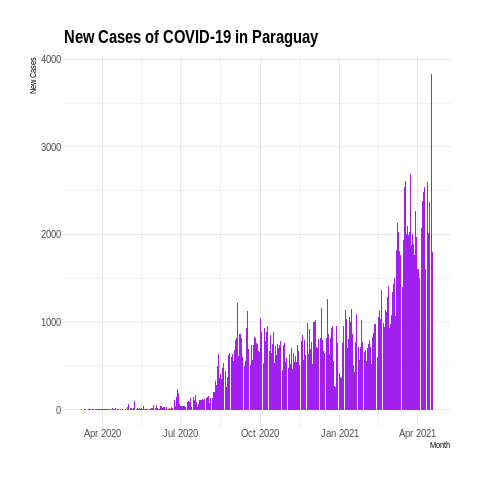 New Cases of COVID-19 in Paraguay
New Cases
4000
3000
2000
1000
0
Apr 2020 Jul 2020 Oct 2020 Jan 2021 Apr 2021
Month